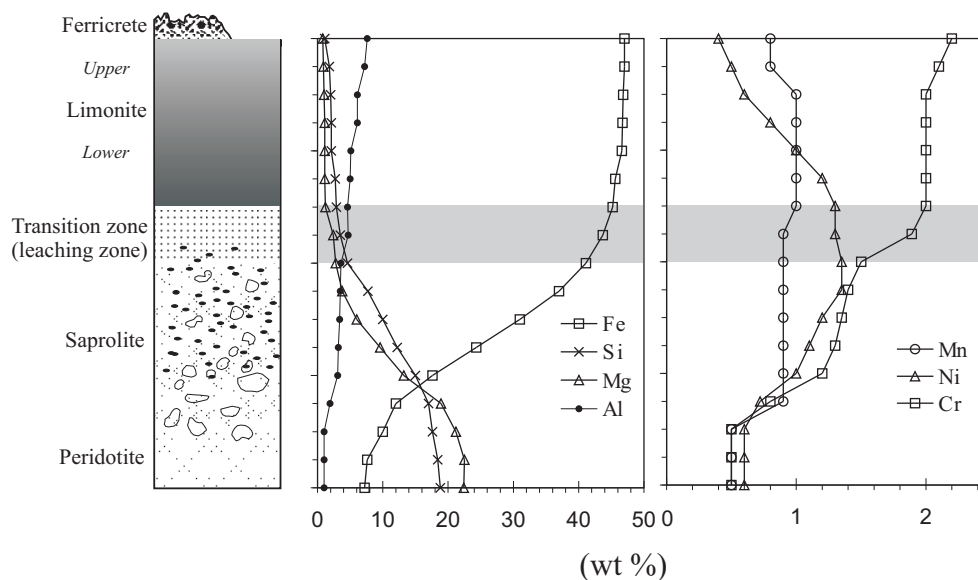 Ferricrete
Upper
Limonite
Lower
Transition zone
(leaching zone)
Saprolite
Peridotite
Fe
Si
Mg
Al
0 10 20 30 40 50
Mn
Ni
Cr
1 2
(wt %)